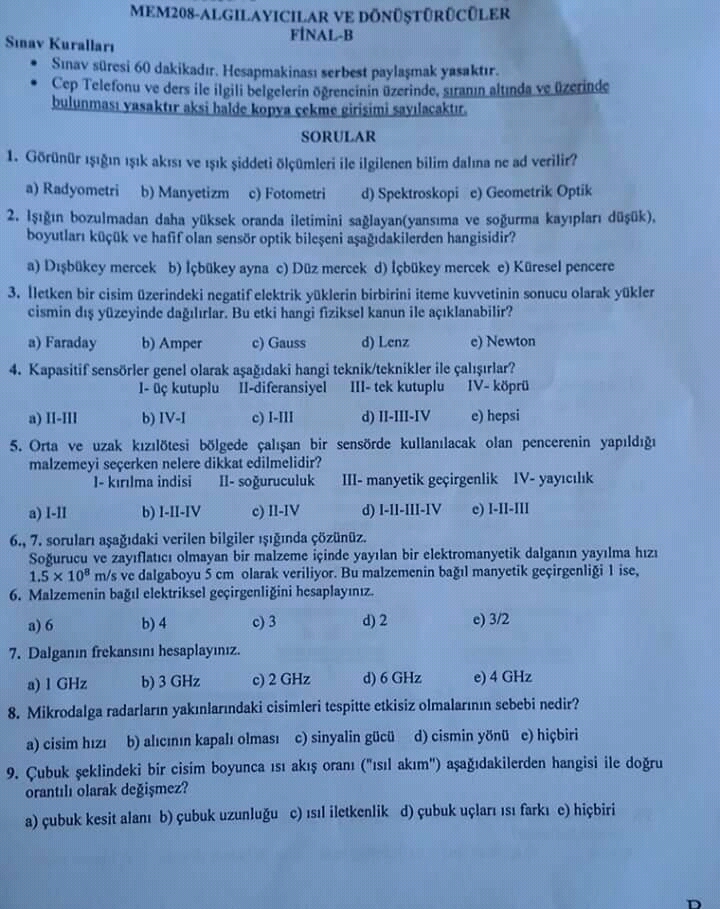 MEM208-ALGILAYICILAR VE DÖNÜŞTÜRÜCÜLER
FİNAL-B
Sınav Kuralları
• Sınav süresi 60 dakikadır. Hesapmakinası serbest paylaşmak yasaktır.
• Cep Telefonu ve ders ile ilgili belgelerin öğrencinin üzerinde, sıranın altında ve üzerinde
bulunması yasaktır aksi halde kopya çekme girişimi sayılacaktır.
SORULAR
1. Görünür ışığın ışık akısı ve ışık şiddeti ölçümleri ile ilgilenen bilim dalına ne ad verilir?
a) Radyometri b) Manyetizm c) Fotometri d) Spektroskopi e) Geometrik Optik
2. Işığın bozulmadan daha yüksek oranda iletimini sağlayan(yansıma ve soğurma kayıpları düşük),
boyutları küçük ve hafif olan sensör optik bileşeni aşağıdakilerden hangisidir?
a) Dışbükey mercek b) İçbükey ayna c) Düz mercek d) İçbükey mercek e) Küresel pencere
3. İletken bir cisim üzerindeki negatif elektrik yüklerin birbirini iteme kuvvetinin sonucu olarak yükler
cismin dış yüzeyinde dağılırlar. Bu etki hangi fiziksel kanun ile açıklanabilir?
a) Faraday b) Amper c) Gauss d) Lenz e) Newton
4. Kapasitif sensörler genel olarak aşağıdaki hangi teknik/teknikler ile çalışırlar?
I- üç kutuplu II-diferansiyel III- tek kutuplu IV- köprü
a) II-III b) IV-I c) I-III d) II-III-IV e) hepsi
5. Orta ve uzak kızılötesi bölgede çalışan bir sensörde kullanılacak olan pencerenin yapıldığı
malzemeyi seçerken nelere dikkat edilmelidir?
I- kırılma indisi II- soğuruculuk III- manyetik geçirgenlik IV- yayıcılık
a) I-II b) I-II-IV c) II-IV d) I-II-III-IV e) I-II-III
6., 7. soruları aşağıdaki verilen bilgiler ışığında çözünüz.
Soğurucu ve zayıflatıcı olmayan bir malzeme içinde yayılan bir elektromanyetik dalganın yayılma hızı
1.5 × 10⁸ m/s ve dalgaboyu 5 cm olarak veriliyor. Bu malzemenin bağıl manyetik geçirgenliği 1 ise,
6. Malzemenin bağıl elektriksel geçirgenliğini hesaplayınız.
a) 6 b) 4 c) 3 d) 2 e) 3/2
7. Dalganın frekansını hesaplayınız.
a) 1 GHz b) 3 GHz c) 2 GHz d) 6 GHz e) 4 GHz
8. Mikrodalga radarların yakınlarındaki cisimleri tespitte etkisiz olmalarının sebebi nedir?
a) cisim hızı b) alıcının kapalı olması c) sinyalin gücü d) cismin yönü e) hiçbiri
9. Çubuk şeklindeki bir cisim boyunca ısı akış oranı ("ısıl akım") aşağıdakilerden hangisi ile doğru
orantılı olarak değişmez?
a) çubuk kesit alanı b) çubuk uzunluğu c) ısıl iletkenlik d) çubuk uçları ısı farkı e) hiçbiri